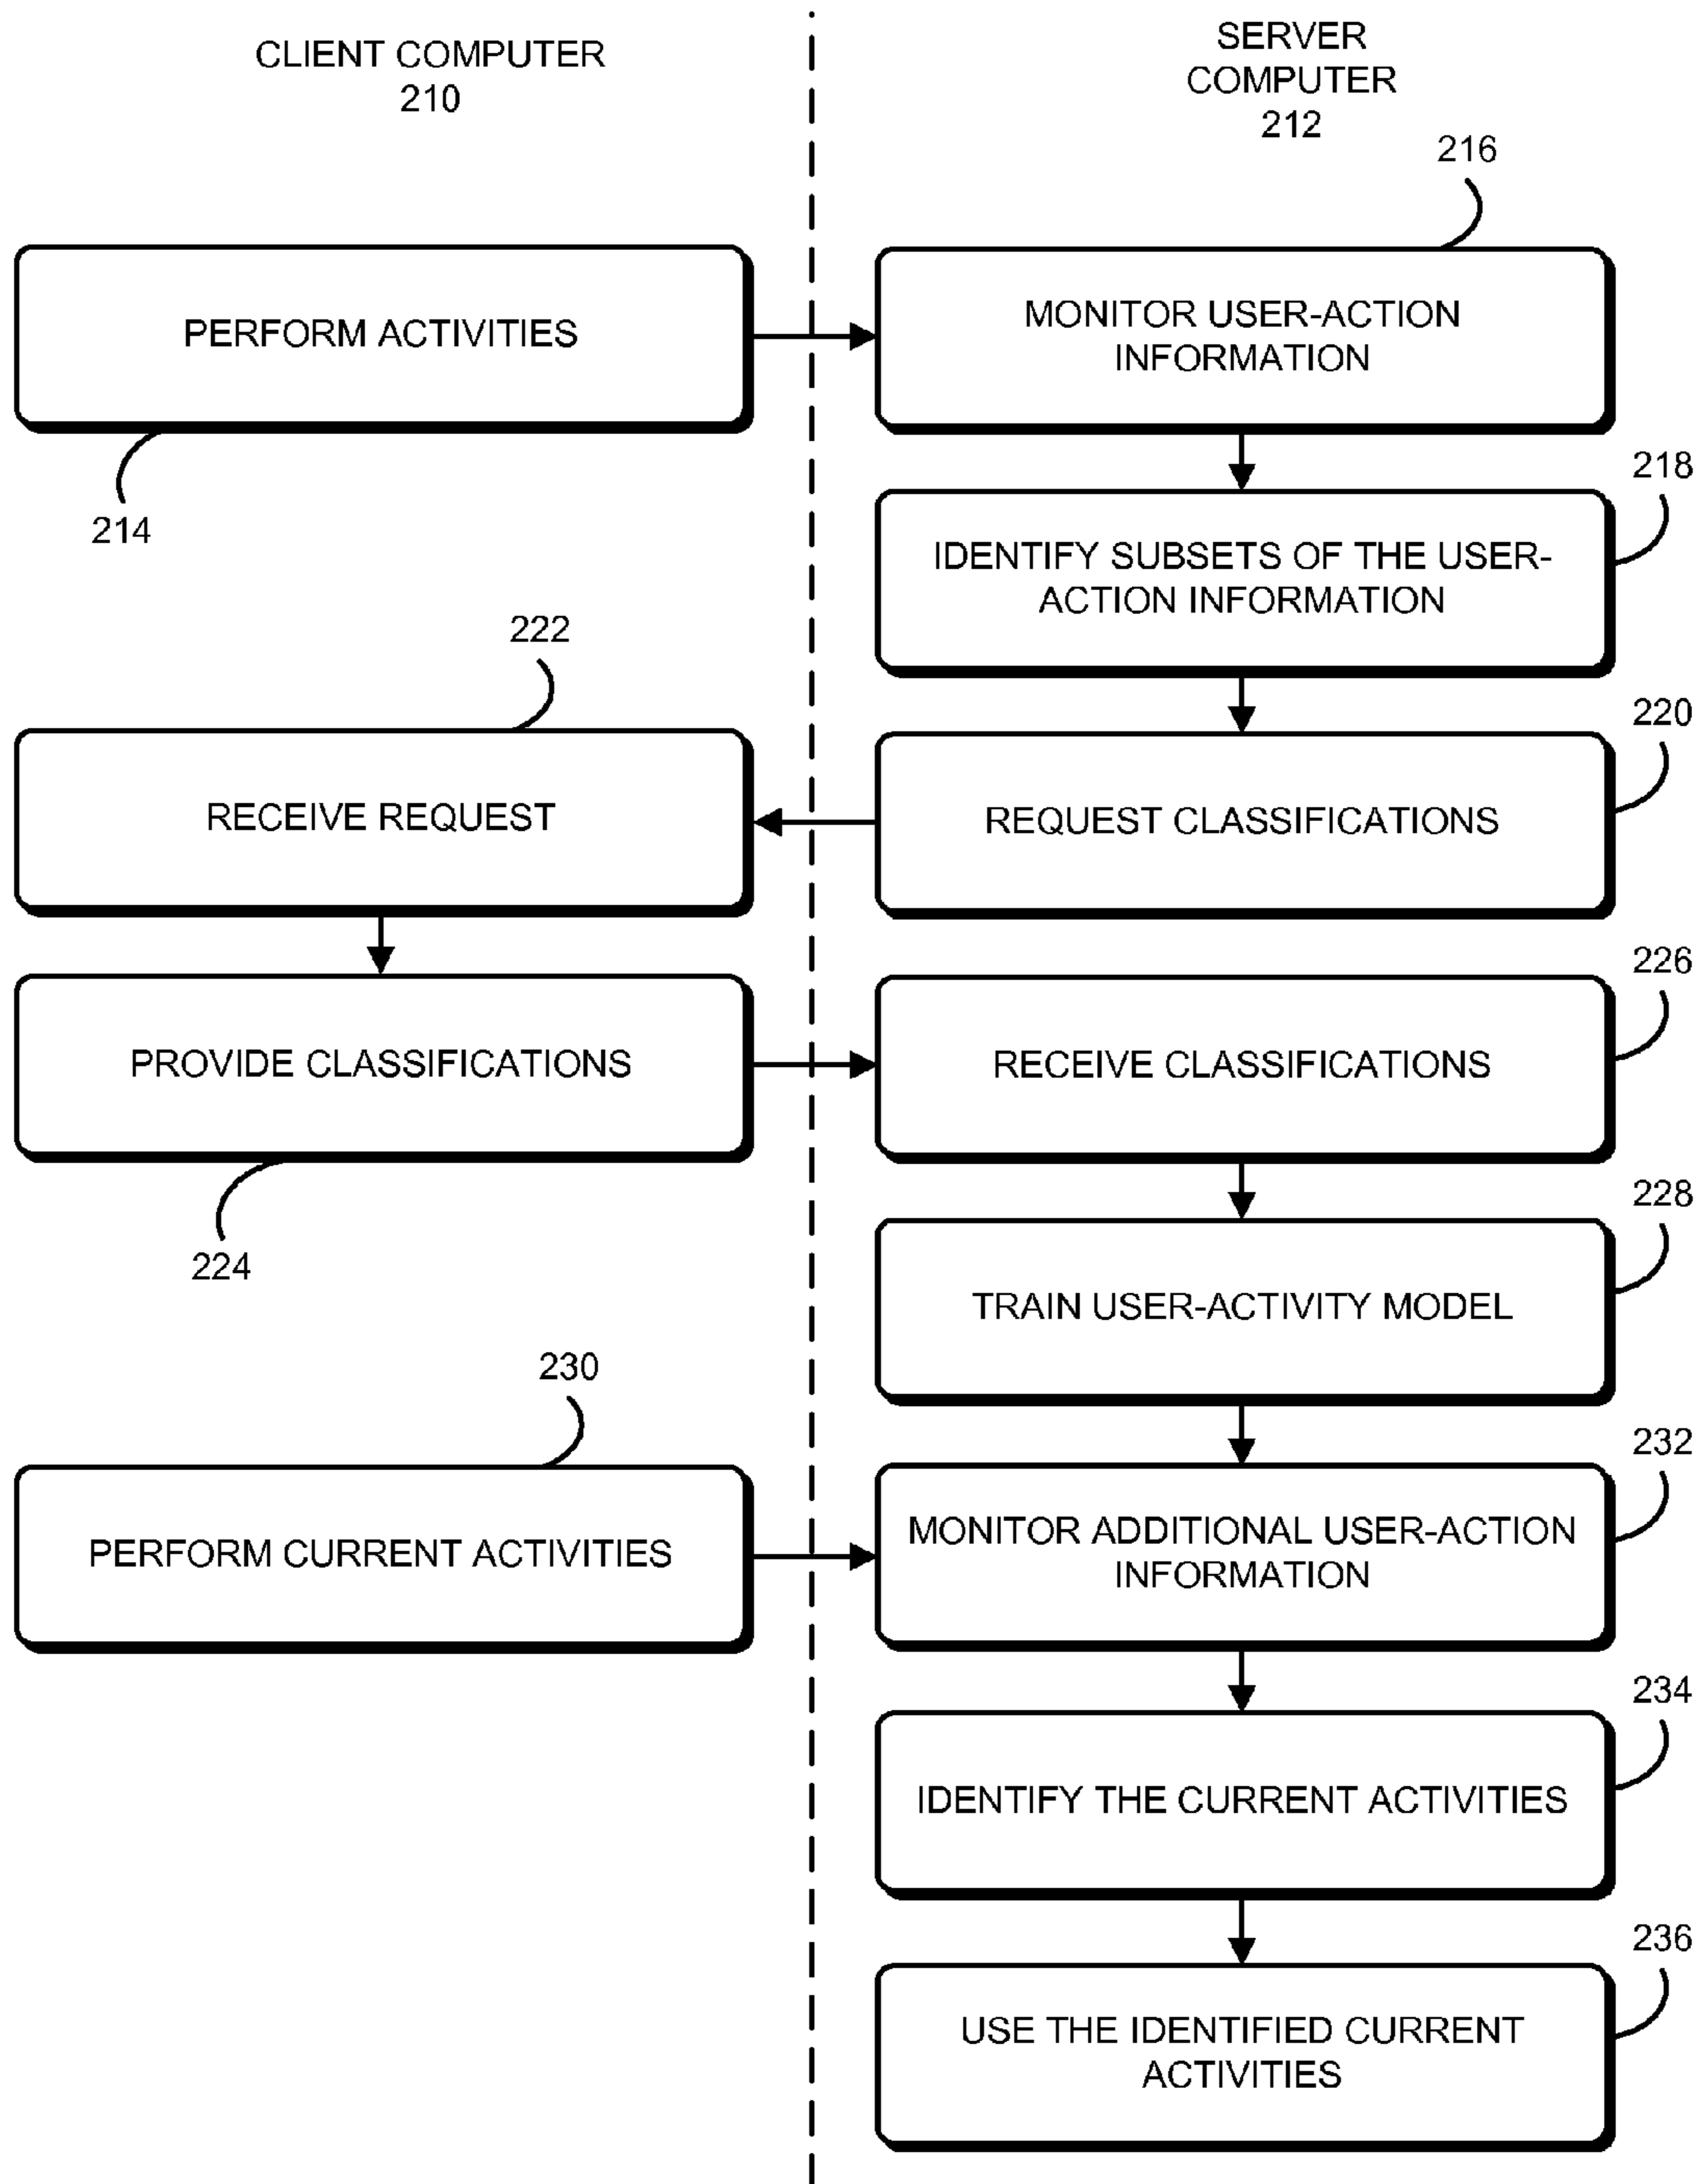 CLIENT COMPUTER
210
SERVER
COMPUTER
212
216
PERFORM ACTIVITIES
MONITOR USER-ACTION
INFORMATION
214
218
IDENTIFY SUBSETS OF THE USER-
ACTION INFORMATION
222
220
RECEIVE REQUEST
REQUEST CLASSIFICATIONS
226
PROVIDE CLASSIFICATIONS
RECEIVE CLASSIFICATIONS
224
228
TRAIN USER-ACTIVITY MODEL
230
232
PERFORM CURRENT ACTIVITIES
MONITOR ADDITIONAL USER-ACTION
INFORMATION
234
IDENTIFY THE CURRENT ACTIVITIES
236
USE THE IDENTIFIED CURRENT
ACTIVITIES